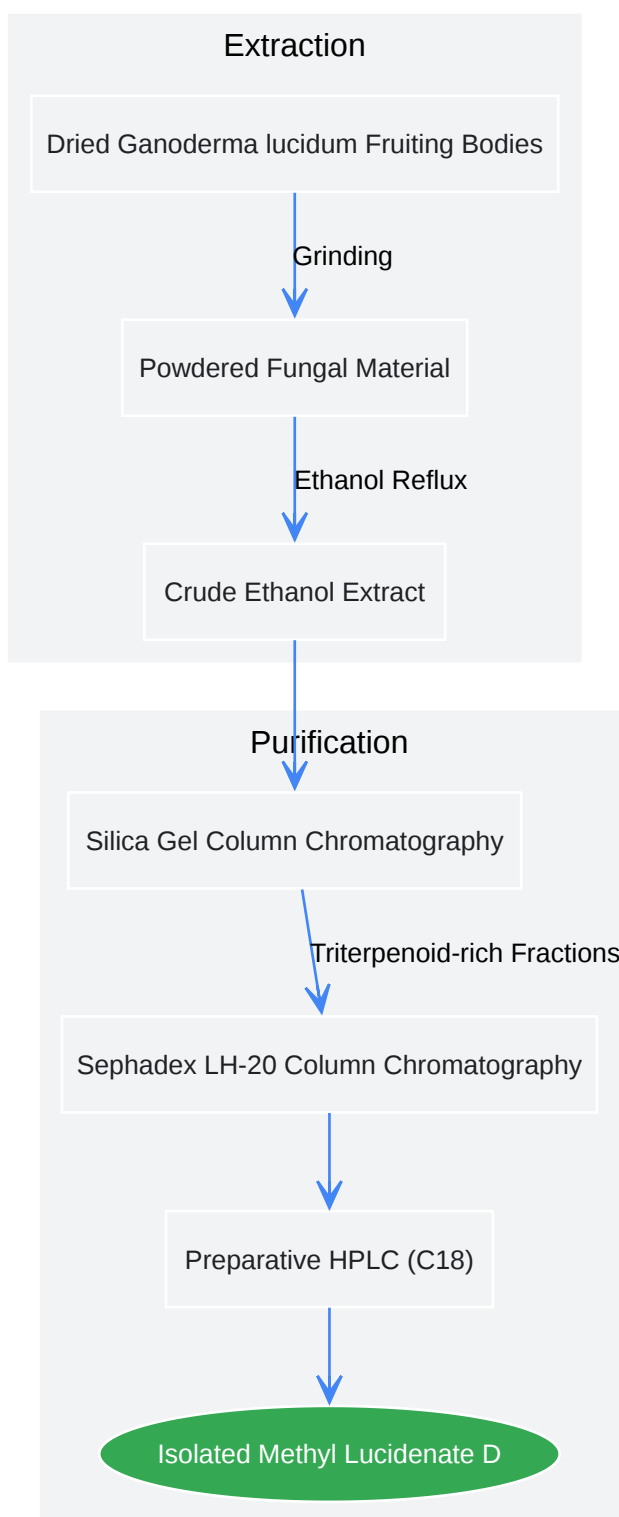 Extraction
Dried Ganoderma lucidum Fruiting Bodies
Grinding
Powdered Fungal Material
Ethanol Reflux
Crude Ethanol Extract
Purification
Silica Gel Column Chromatography
Triterpenoid-rich Fractions
Sephadex LH-20 Column Chromatography
Preparative HPLC (C18)
Isolated Methyl Lucidenate D